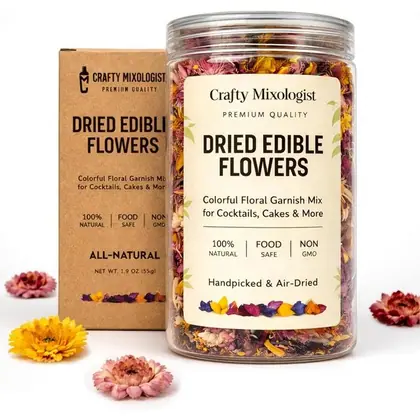 CRAFTY MIXOLOGIST
PREMIUM QUALITY
DRIED EDIBLE
FLOWERS
Colorful Floral Garnish Mix
for Cocktails, Cakes & More
100%
NATURAL
FOOD
SAFE
NON
GMO
ALL-NATURAL
NET WT. 1.9 OZ (55g)
Crafty Mixologist
PREMIUM QUALITY
DRIED EDIBLE
FLOWERS
Colorful Floral Garnish Mix
for Cocktails, Cakes & More
100%
NATURAL
FOOD
SAFE
NON
GMO
Handpicked & Air-Dried